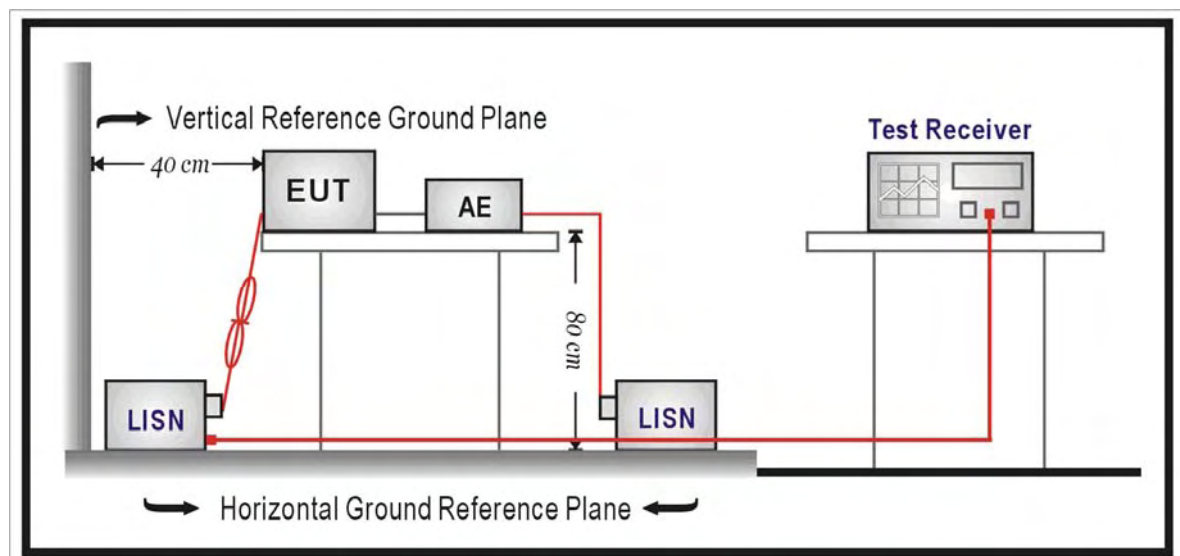 Vertical Reference Ground Plane
40 cm
Test Receiver
EUT
AE
80 cm
LISN
LISN
Horizontal Ground Reference Plane